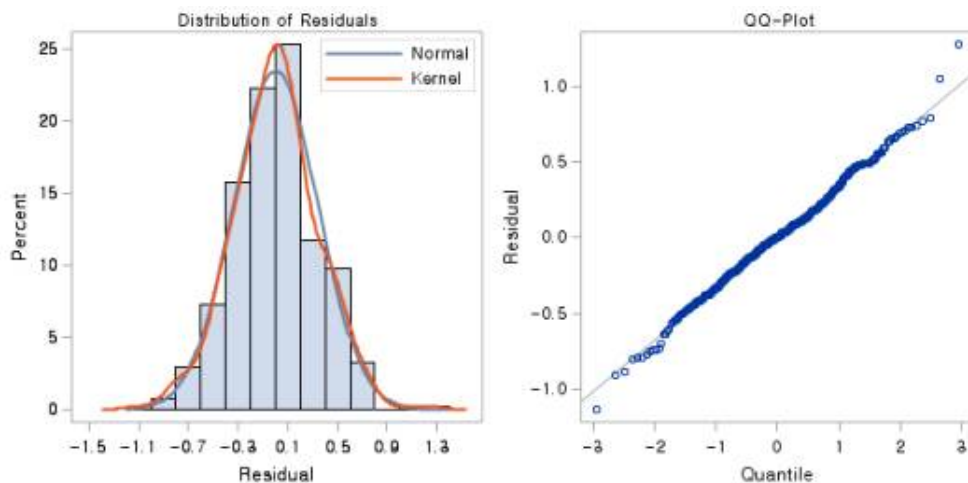 Distribution of Residuals
25
20
15
10
5
0
Percent
Normal
Kernel
-1.5 -1.1 -0.7 -0.3 0.1 0.5 0.9 1.3
Residual
QQ-Plot
1.0
0.5
0.0
-0.5
-1.0
Residual
-3 -2 -1 0 1 2 3
Quantile